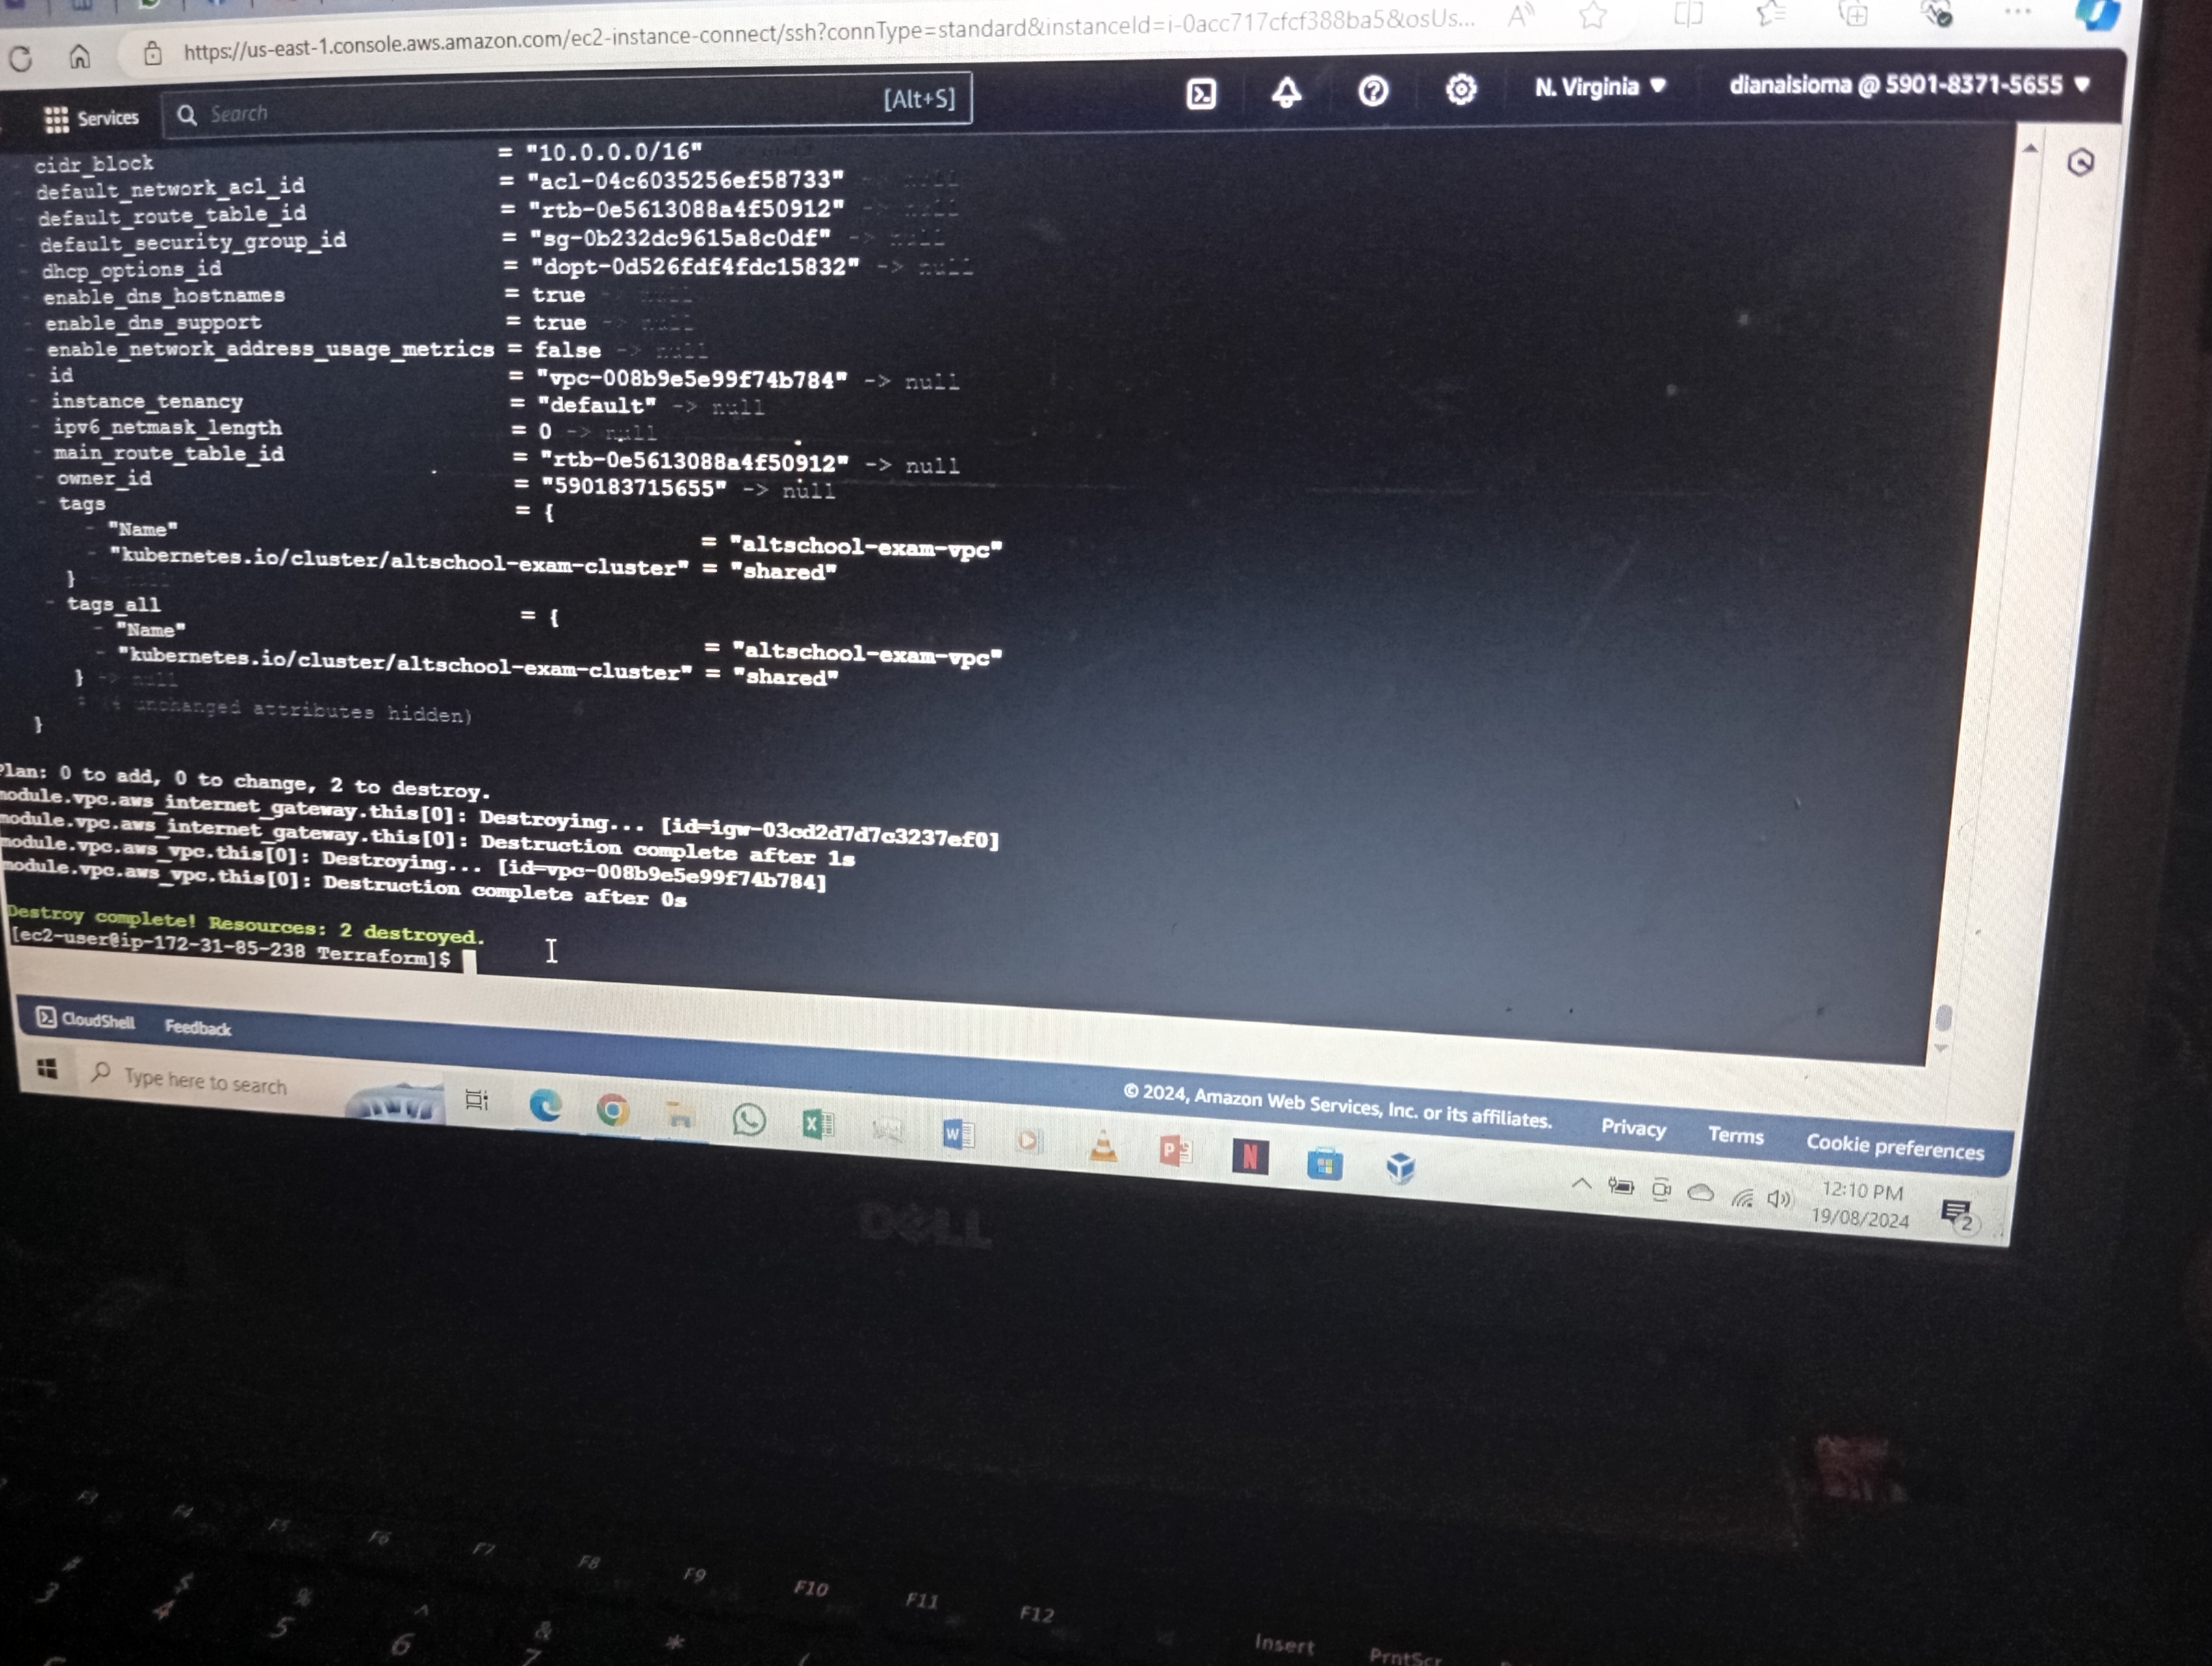 https://us-east-1.console.aws.amazon.com/ec2-instance-connect/ssh?connType=standard&instanceId=i-0acc717cfcf388ba5&osUs...
Services
Search
[Alt+S]
N. Virginia
dianaisioma @ 5901-8371-5655
cidr_block = "10.0.0.0/16"
- default_network_acl_id = "acl-04c6035256ef58733" -> null
- default_route_table_id = "rtb-0e5613088a4f50912" -> null
- default_security_group_id = "sg-0b232dc9615a8c0df" -> null
- dhcp_options_id = "dopt-0d526fdf4fdc15832" -> null
- enable_dns_hostnames = true -> null
- enable_dns_support = true -> null
- enable_network_address_usage_metrics = false -> null
- id = "vpc-008b9e5e99f74b784" -> null
- instance_tenancy = "default" -> null
- ipv6_netmask_length = 0 -> null
- main_route_table_id = "rtb-0e5613088a4f50912" -> null
- owner_id = "590183715655" -> null
- tags = {
- "Name" = "altschool-exam-vpc"
- "kubernetes.io/cluster/altschool-exam-cluster" = "shared"
} -> null
- tags_all = {
- "Name" = "altschool-exam-vpc"
- "kubernetes.io/cluster/altschool-exam-cluster" = "shared"
} -> null
(4 unchanged attributes hidden)
}
Plan: 0 to add, 0 to change, 2 to destroy.
module.vpc.aws_internet_gateway.this[0]: Destroying... [id=igw-03cd2d7d7c3237ef0]
module.vpc.aws_internet_gateway.this[0]: Destruction complete after 1s
module.vpc.aws_vpc.this[0]: Destroying... [id=vpc-008b9e5e99f74b784]
module.vpc.aws_vpc.this[0]: Destruction complete after 0s
Destroy complete! Resources: 2 destroyed.
[ec2-user@ip-172-31-85-238 Terraform]$
CloudShell
Feedback
© 2024, Amazon Web Services, Inc. or its affiliates.
Privacy
Terms
Cookie preferences
Type here to search
12:10 PM
19/08/2024
2
DELL
F3 F4 F5 F6 F7 F8 F9 F10 F11 F12
Insert
PrntScr
# $ % ^ & * (
3 4 5 6 7